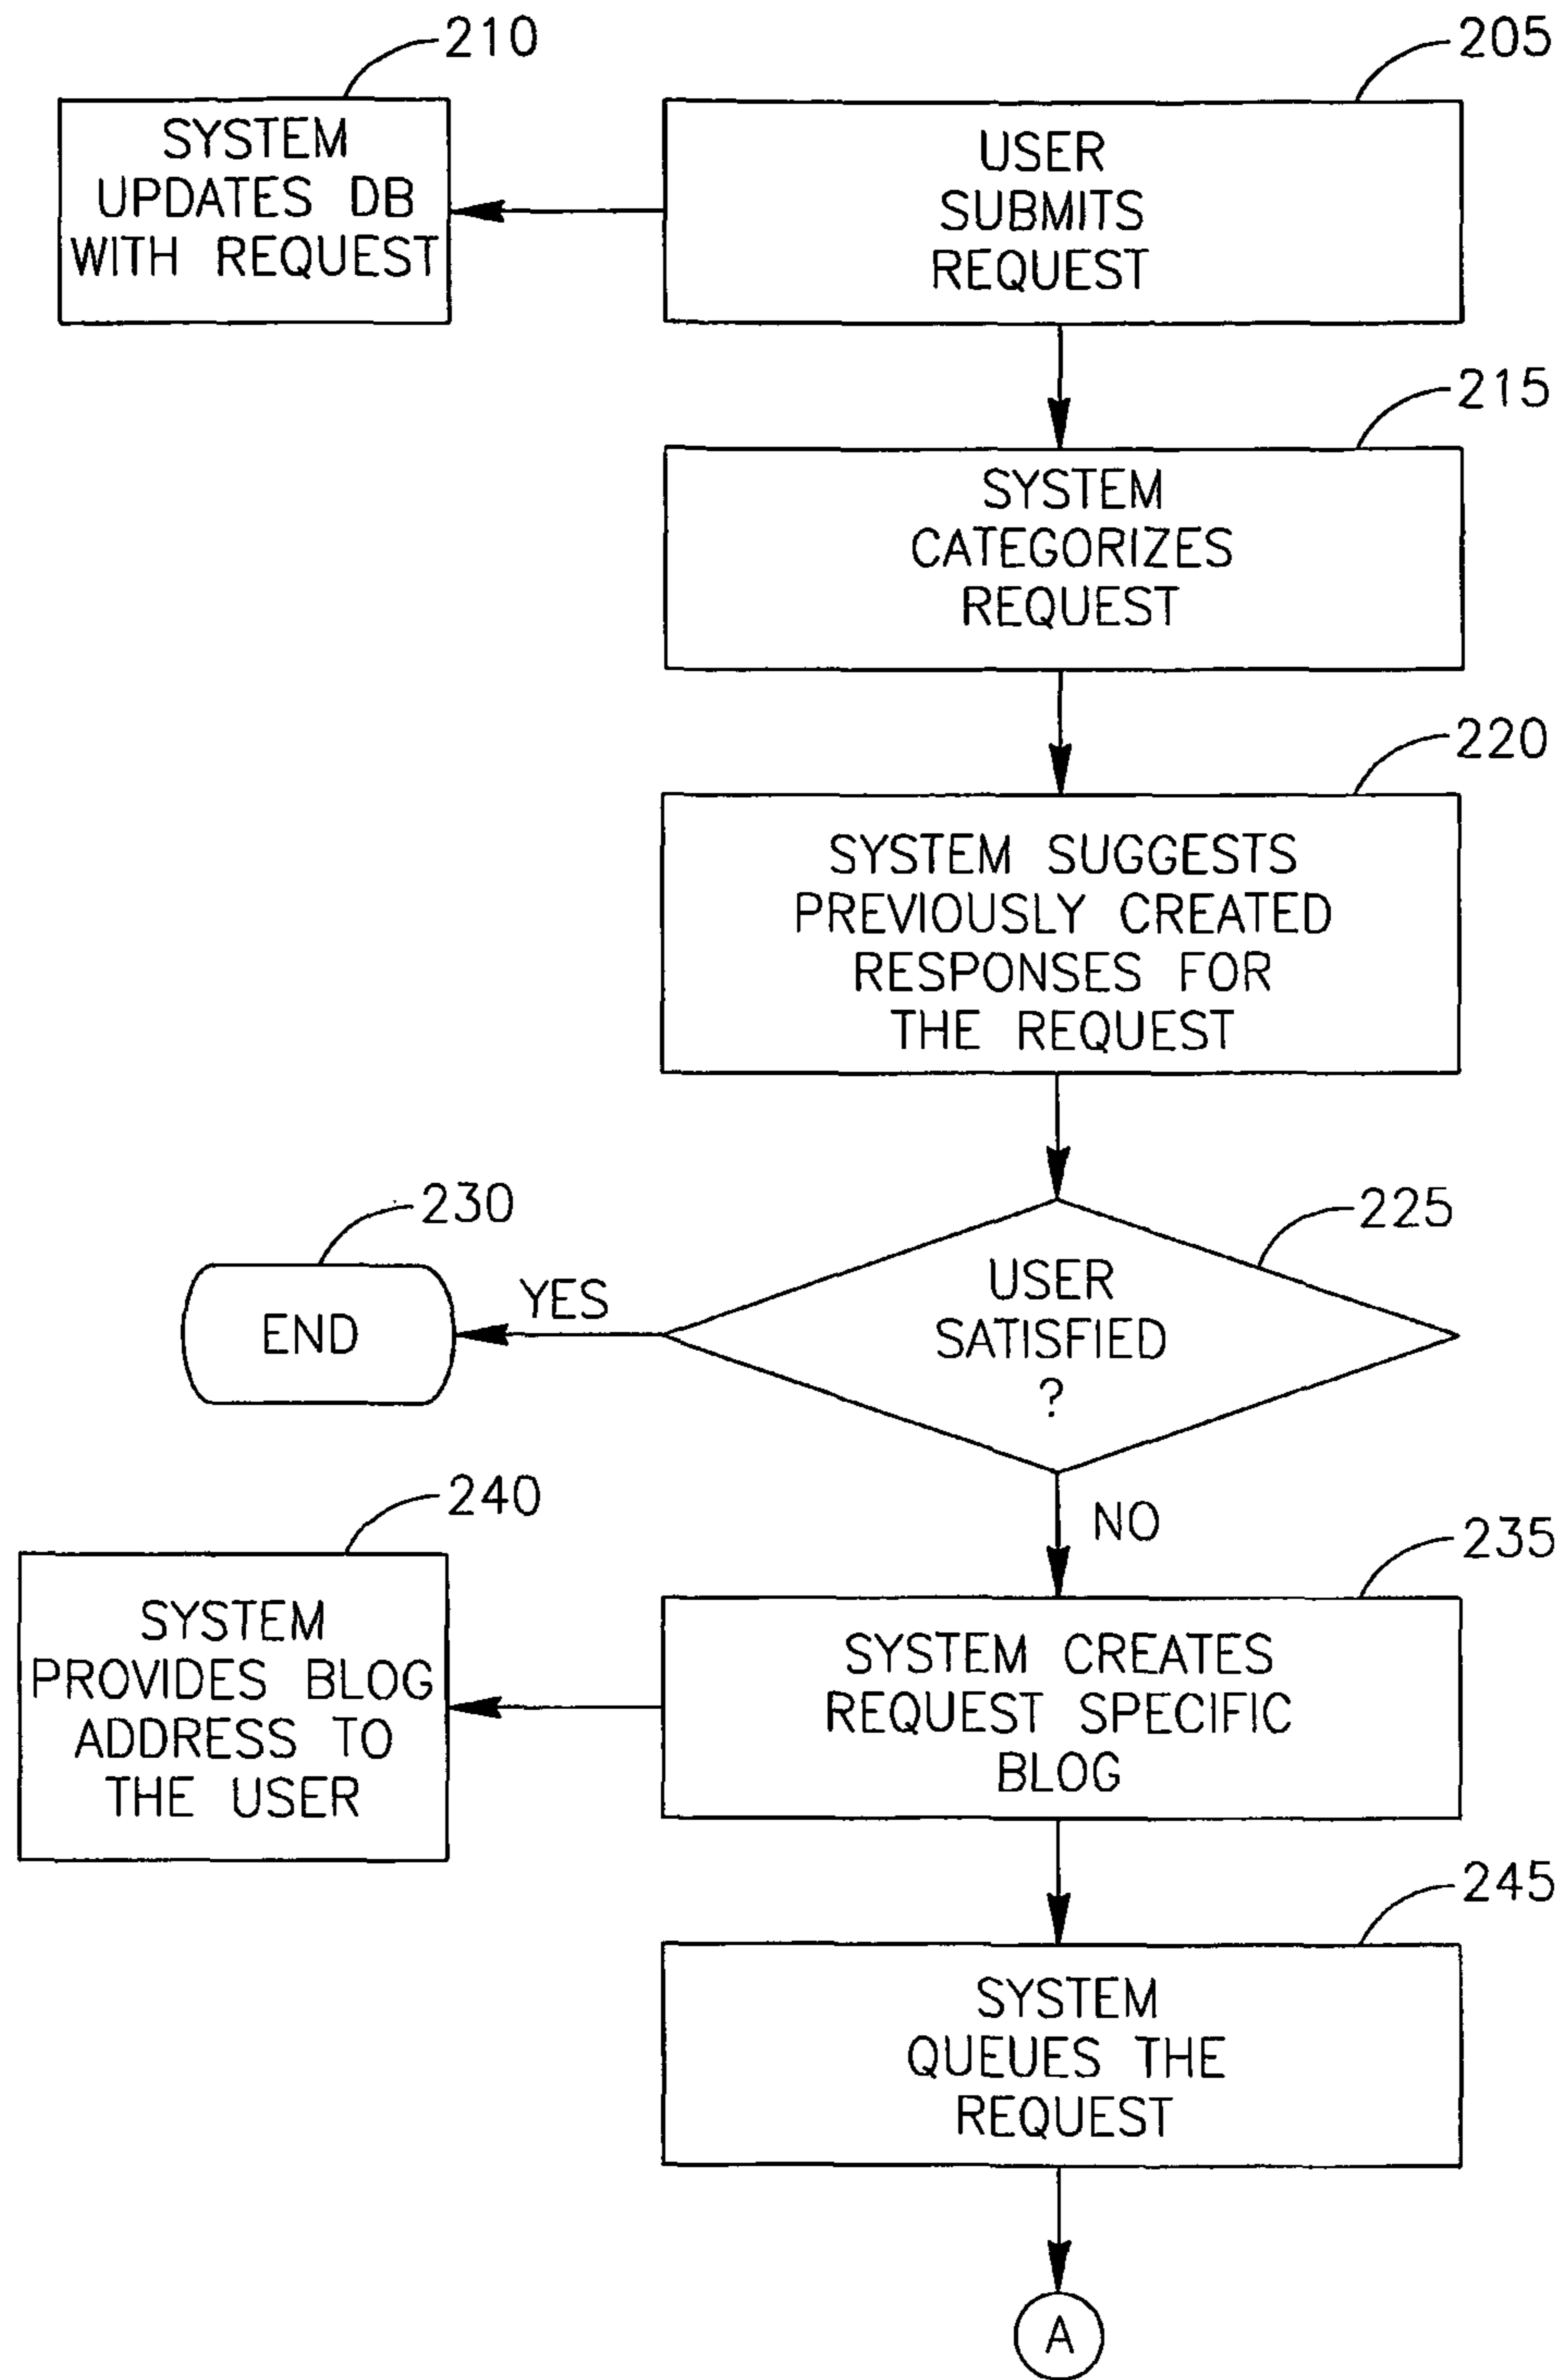 210
205
SYSTEM
UPDATES DB
WITH REQUEST
USER
SUBMITS
REQUEST
215
SYSTEM
CATEGORIZES
REQUEST
220
SYSTEM SUGGESTS
PREVIOUSLY CREATED
RESPONSES FOR
THE REQUEST
230
225
END
YES
USER
SATISFIED
?
240
NO
235
SYSTEM
PROVIDES BLOG
ADDRESS TO
THE USER
SYSTEM CREATES
REQUEST SPECIFIC
BLOG
245
SYSTEM
QUEUES THE
REQUEST
A